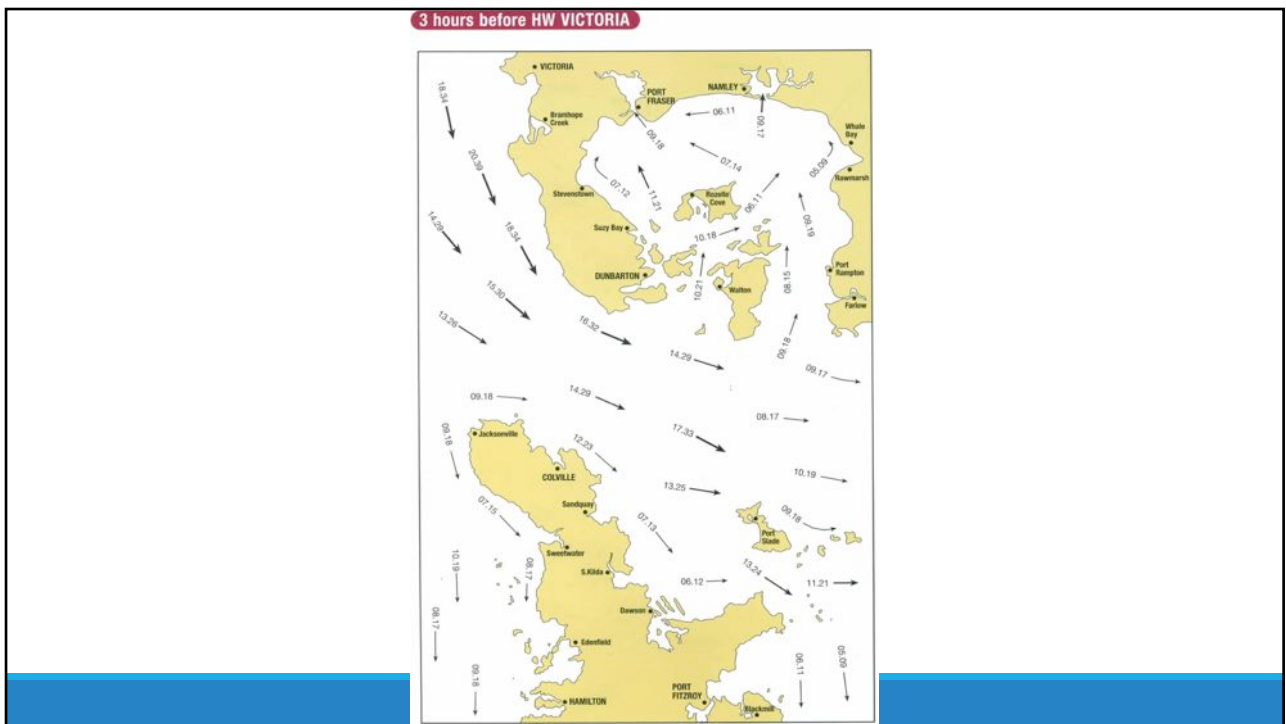 3 hours before HW VICTORIA
VICTORIA
18.34
PORT
FRASER
NAMLEY
Bramhope
Creek
06.11
09.17
09.18
Whale
Bay
20.39
07.14
05.09
Nawmarsh
07.12
Stevenstown
11.21
Rozelle
Cove
06.11
14.29
18.34
09.19
Suzy Bay
10.18
DUNBARTON
Port
Rampton
15.30
10.21
Walton
08.15
Farlow
13.26
16.32
09.18
14.29
09.17
09.18
14.29
08.17
Jacksonville
09.18
12.23
17.33
COLVILLE
10.19
13.25
Sandquay
07.15
07.13
09.18
Port
Slade
Sweetwater
10.19
08.17
S.Kilda
06.12
13.24
11.21
08.17
Dawson
Edenfield
09.18
06.11
05.09
HAMILTON
PORT
FITZROY
Blackmill